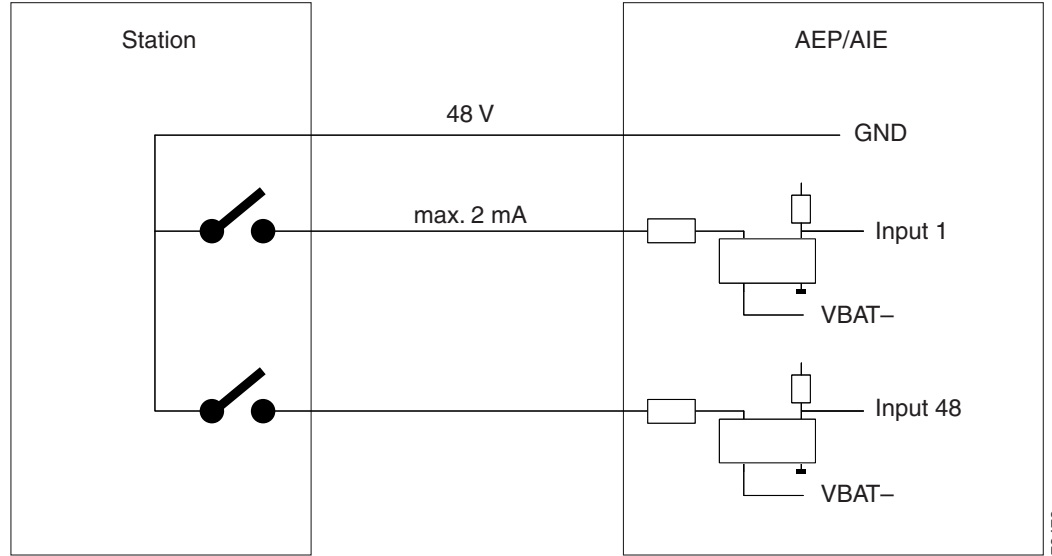 Station
AEP/AIE
48 V
GND
max. 2 mA
Input 1
VBAT–
Input 48
VBAT–